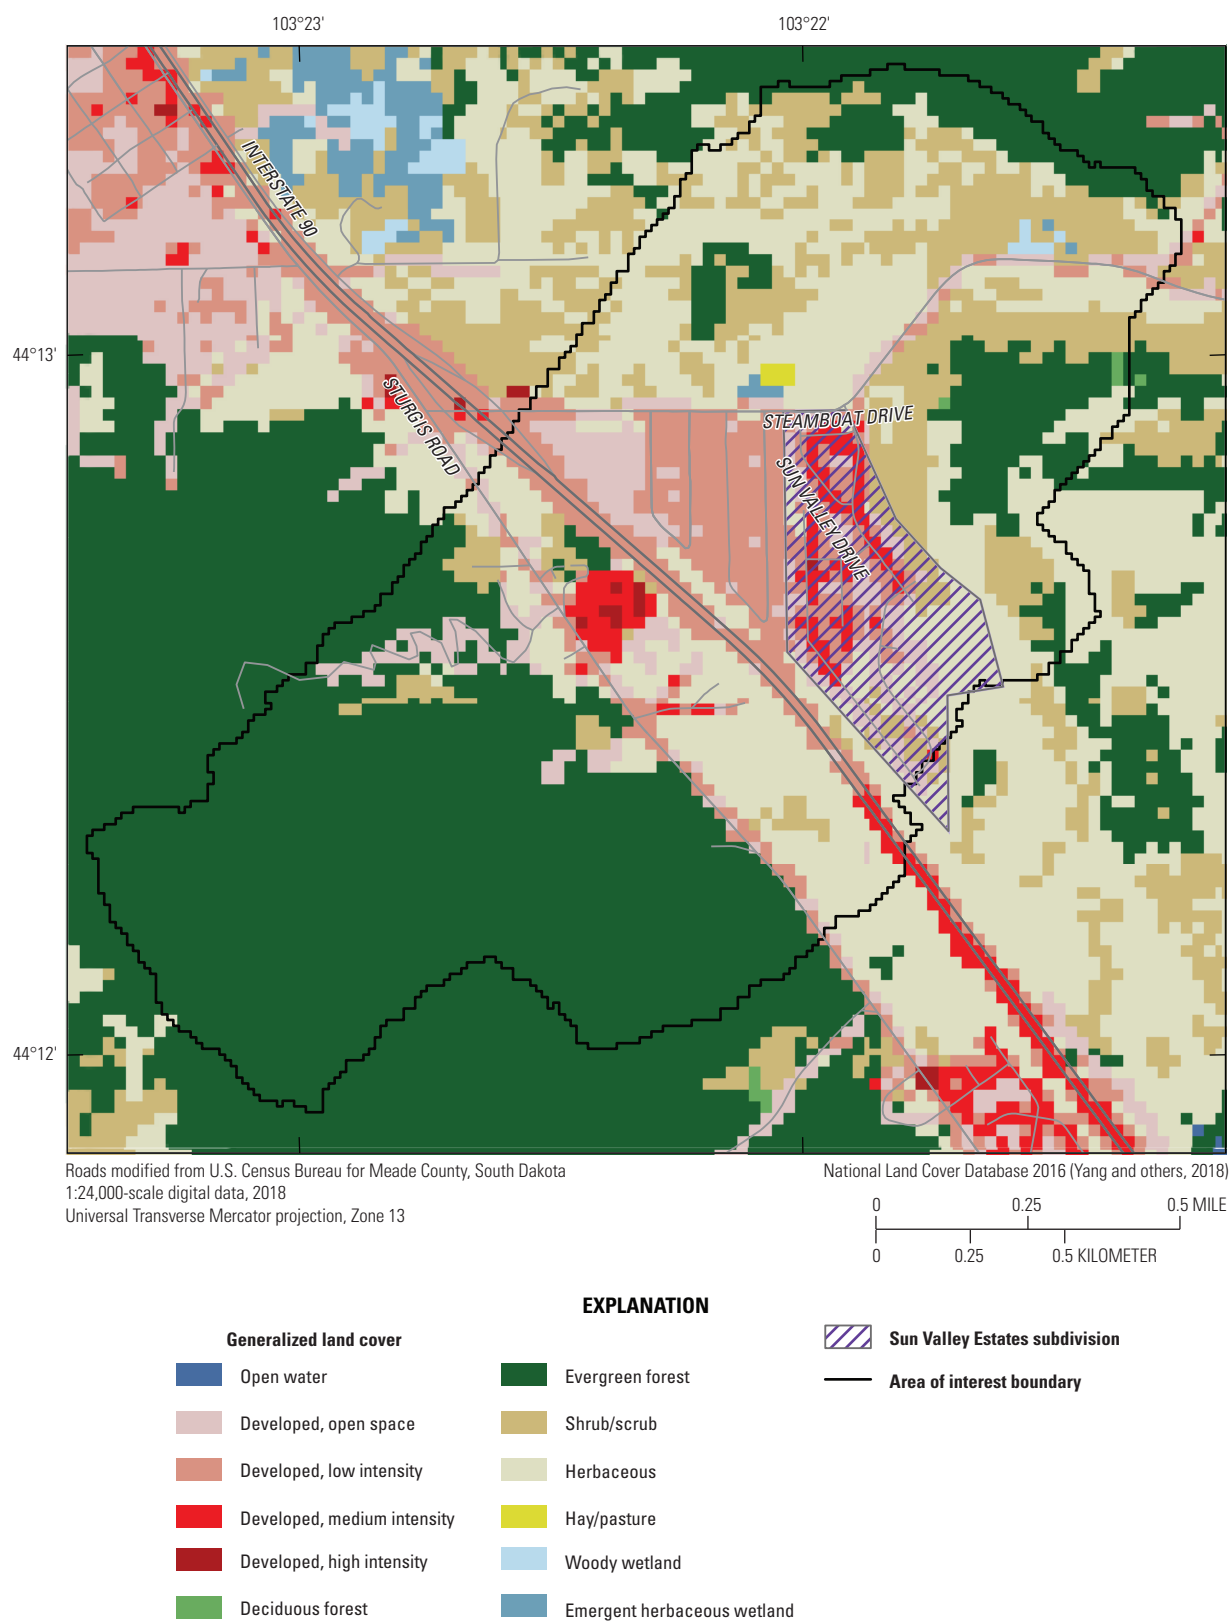 103°23'
103°22'
INTERSTATE 90
44°13'
STURGIS ROAD
STEAMBOAT DRIVE
SUN VALLEY DRIVE
44°12'
Roads modified from U.S. Census Bureau for Meade County, South Dakota
1:24,000-scale digital data, 2018
Universal Transverse Mercator projection, Zone 13
National Land Cover Database 2016 (Yang and others, 2018)
0 0.25 0.5 MILE
0 0.25 0.5 KILOMETER
EXPLANATION
Generalized land cover
Open water
Developed, open space
Developed, low intensity
Developed, medium intensity
Developed, high intensity
Deciduous forest
Evergreen forest
Shrub/scrub
Herbaceous
Hay/pasture
Woody wetland
Emergent herbaceous wetland
Sun Valley Estates subdivision
Area of interest boundary